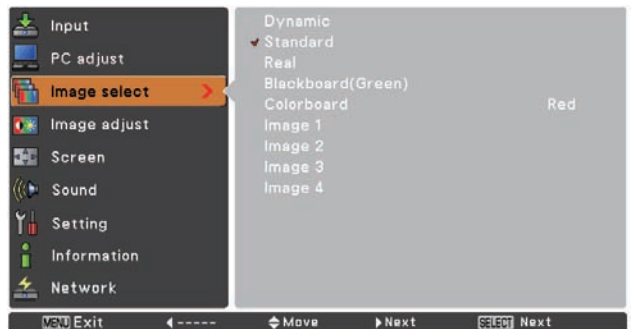 Input
PC adjust
Image select
Image adjust
Screen
Sound
Setting
Information
Network
Dynamic
Standard
Real
Blackboard(Green)
Colorboard Red
Image 1
Image 2
Image 3
Image 4
MENU Exit ----- Move Next SELECT Next